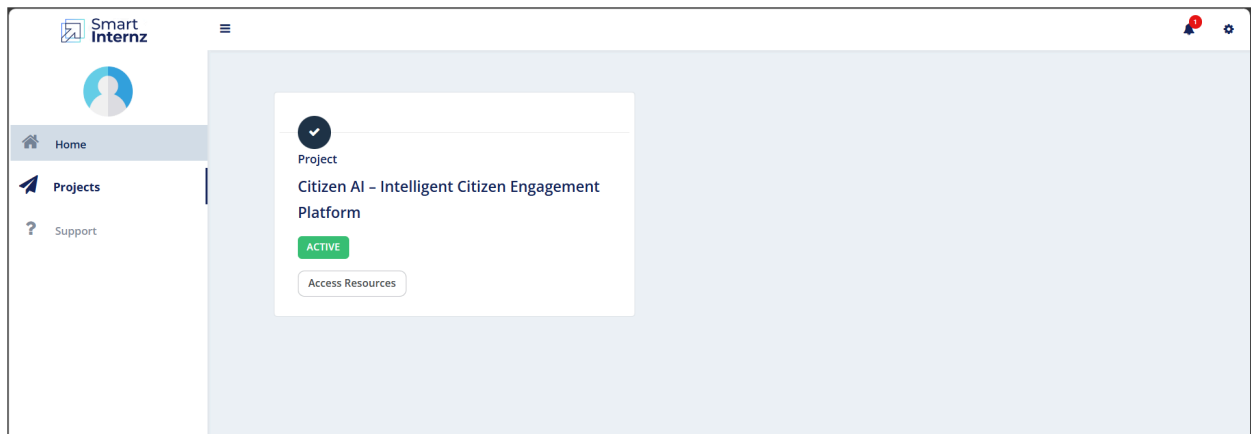 Smart
Internz
1
Home
Projects
? Support
Project
Citizen AI – Intelligent Citizen Engagement
Platform
ACTIVE
Access Resources